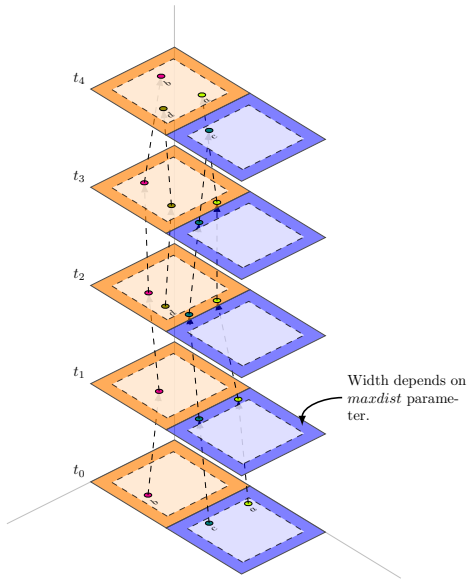 t4
b
a
d
c
t3
t2
d
t1
Width depends on
maxdist parame-
ter.
t0
b
a
c